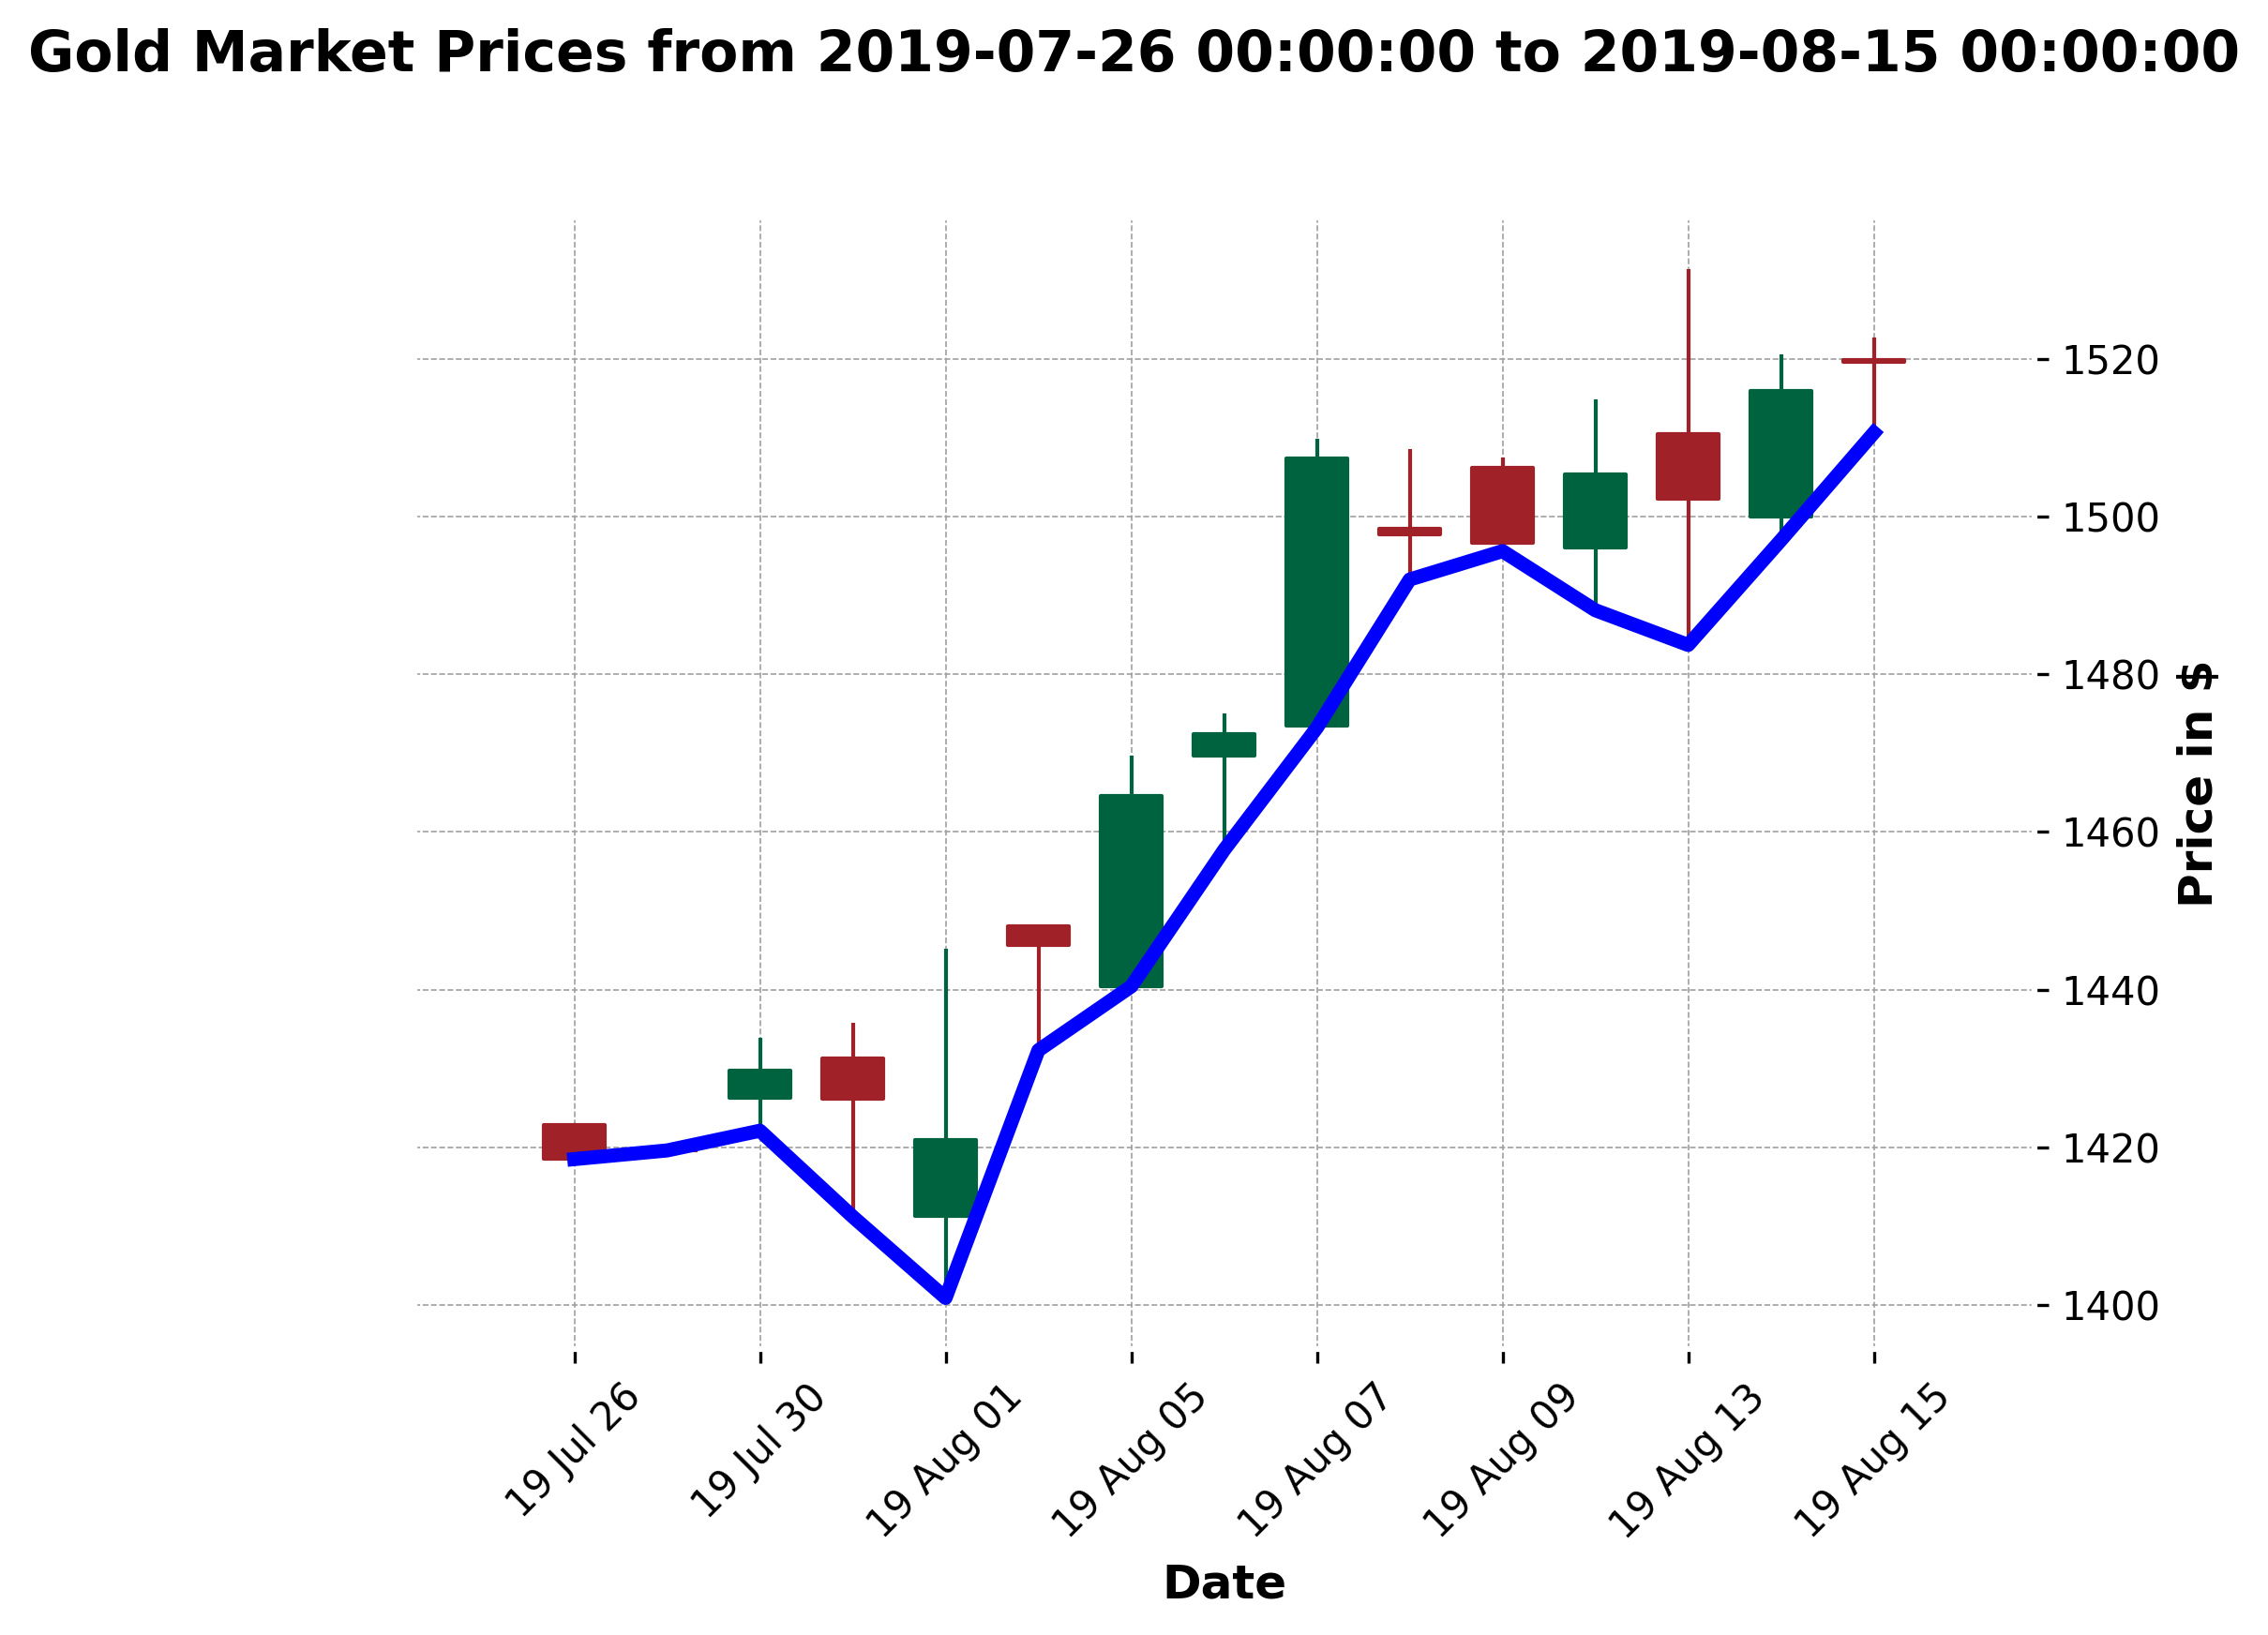 Gold Market Prices from 2019-07-26 00:00:00 to 2019-08-15 00:00:00
1520
1500
1480
1460
1440
1420
1400
Price in $
19 Jul 26
19 Jul 30
19 Aug 01
19 Aug 05
19 Aug 07
19 Aug 09
19 Aug 13
19 Aug 15
Date